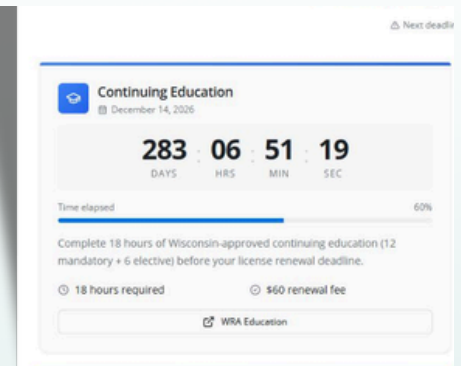 Next deadli
Continuing Education
December 14, 2026
283 : 06 : 51 : 19
DAYS HRS MIN SEC
Time elapsed 60%
Complete 18 hours of Wisconsin-approved continuing education (12
mandatory + 6 elective) before your license renewal deadline.
18 hours required $60 renewal fee
WRA Education